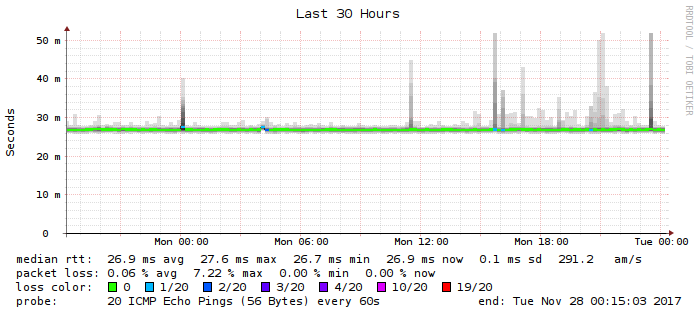 Last 30 Hours
RRDTOOL / TOBI OETIKER
Seconds
50 m
40 m
30 m
20 m
10 m
0
Mon 00:00 Mon 06:00 Mon 12:00 Mon 18:00 Tue 00:00
median rtt: 26.9 ms avg 27.6 ms max 26.7 ms min 26.9 ms now 0.1 ms sd 291.2 am/s
packet loss: 0.06 % avg 7.22 % max 0.00 % min 0.00 % now
loss color: 0 1/20 2/20 3/20 4/20 10/20 19/20
probe: 20 ICMP Echo Pings (56 Bytes) every 60s end: Tue Nov 28 00:15:03 2017